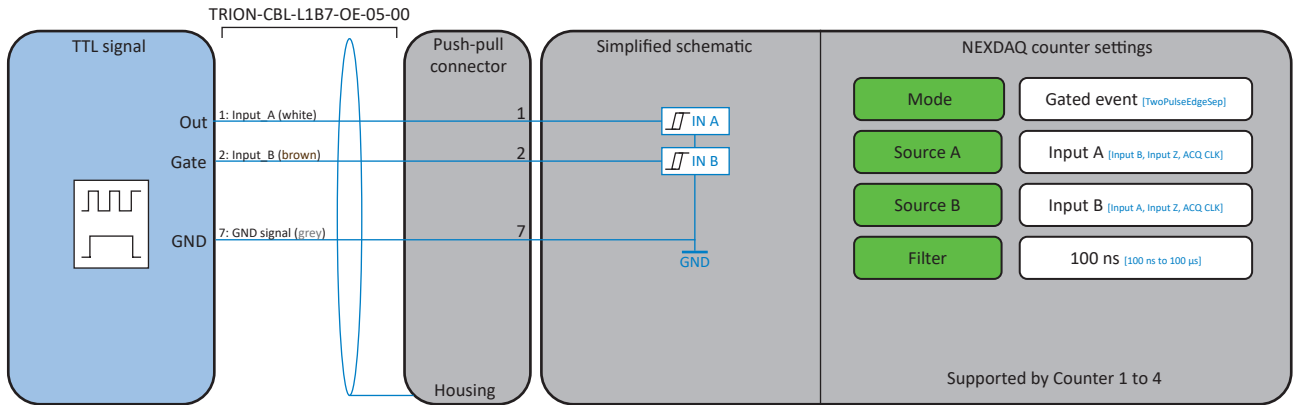 TRION-CBL-L1B7-OE-05-00
TTL signal
Out
Gate
GND
1: Input_A (white)
2: Input_B (brown)
7: GND signal (grey)
Push-pull
connector
1
2
7
Housing
Simplified schematic
IN A
IN B
GND
NEXDAQ counter settings
Mode
Gated event [TwoPulseEdgeSep]
Source A
Input A [Input B, Input Z, ACQ CLK]
Source B
Input B [Input A, Input Z, ACQ CLK]
Filter
100 ns [100 ns to 100 µs]
Supported by Counter 1 to 4